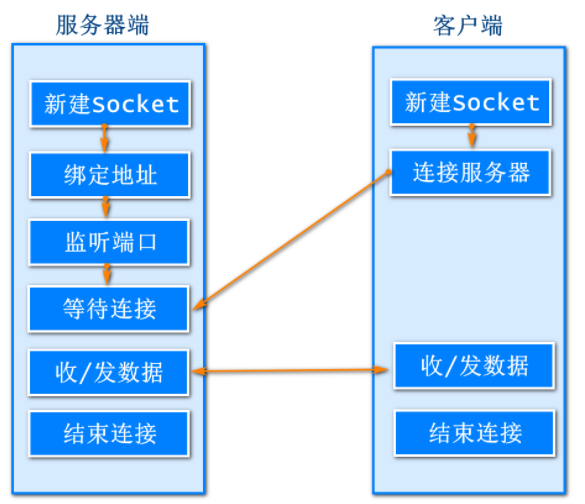 服务器端
新建Socket
绑定地址
监听端口
等待连接
收/发数据
结束连接
客户端
新建Socket
连接服务器
收/发数据
结束连接